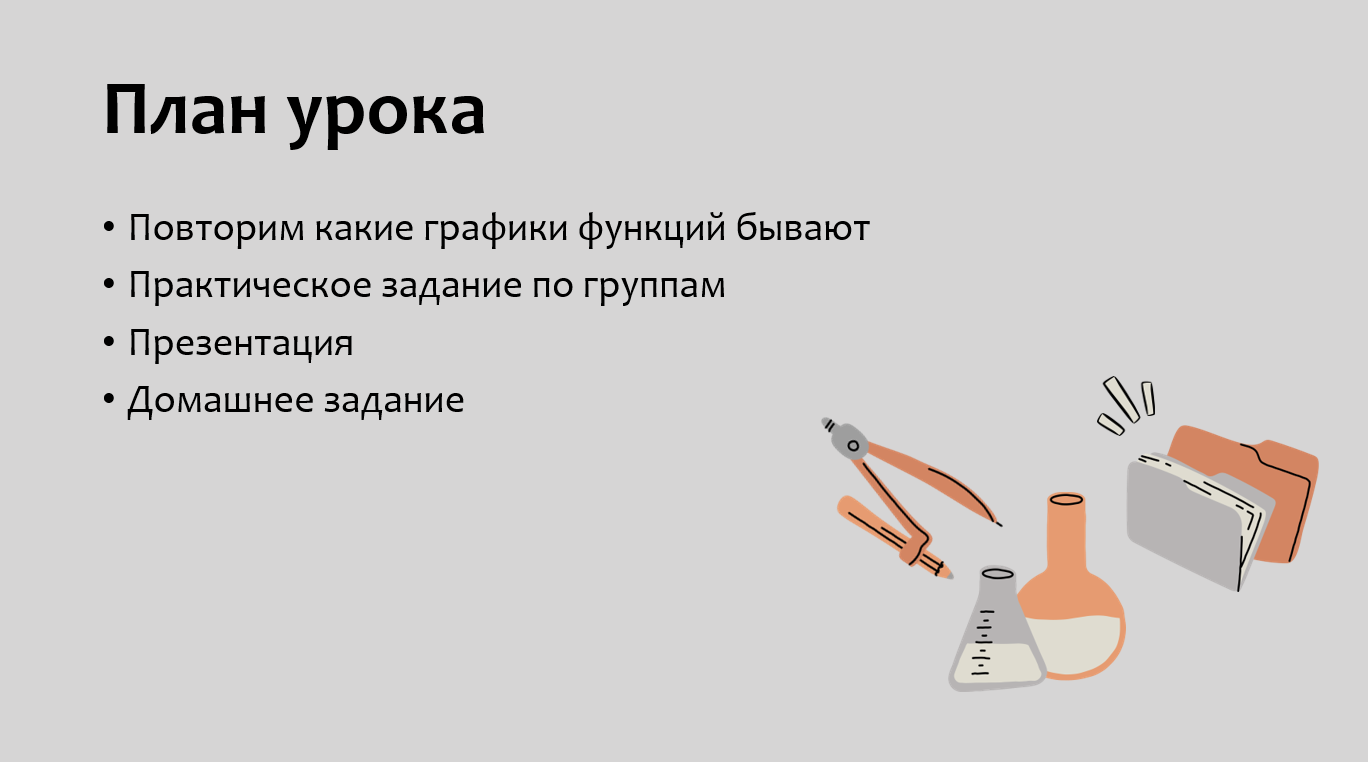 План урока
• Повторим какие графики функций бывают
• Практическое задание по группам
• Презентация
• Домашнее задание